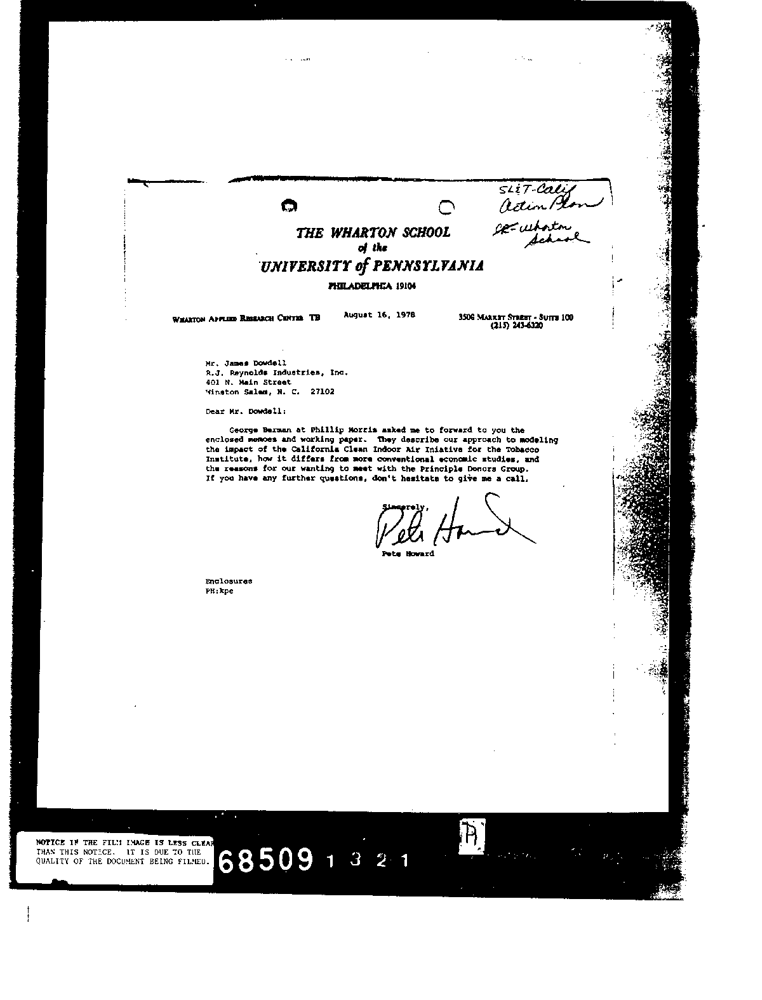 SLIT-Calif
Action Plan
CR- Wharton
School
THE WHARTON SCHOOL
of the
UNIVERSITY of PENNSYLVANIA
PHILADELPHIA 19104
WHARTON APPLIED RESEARCH CENTER TB
August 16, 1978
3508 MARKET STREET - SUITE 100
(215) 243-6320
Mr. James Dowdell
R.J. Reynolds Industries, Inc.
401 N. Main Street
Winston Salem, N. C. 27102
Dear Mr. Dowdell:
George Berman at Phillip Morris asked me to forward to you the
enclosed memoes and working paper. They describe our approach to modeling
the impact of the California Clean Indoor Air Iniative for the Tobacco
Institute, how it differs from more conventional economic studies, and
the reasons for our wanting to meet with the Principle Donors Group.
If you have any further questions, don't hesitate to give me a call.
Sincerely,
Pete Howard
Pete Howard
Enclosures
PH:kpe
NOTICE IF THE FILM IMAGE IS LESS CLEAR
THAN THIS NOTICE. IT IS DUE TO THE
QUALITY OF THE DOCUMENT BEING FILMED.
68509 1321